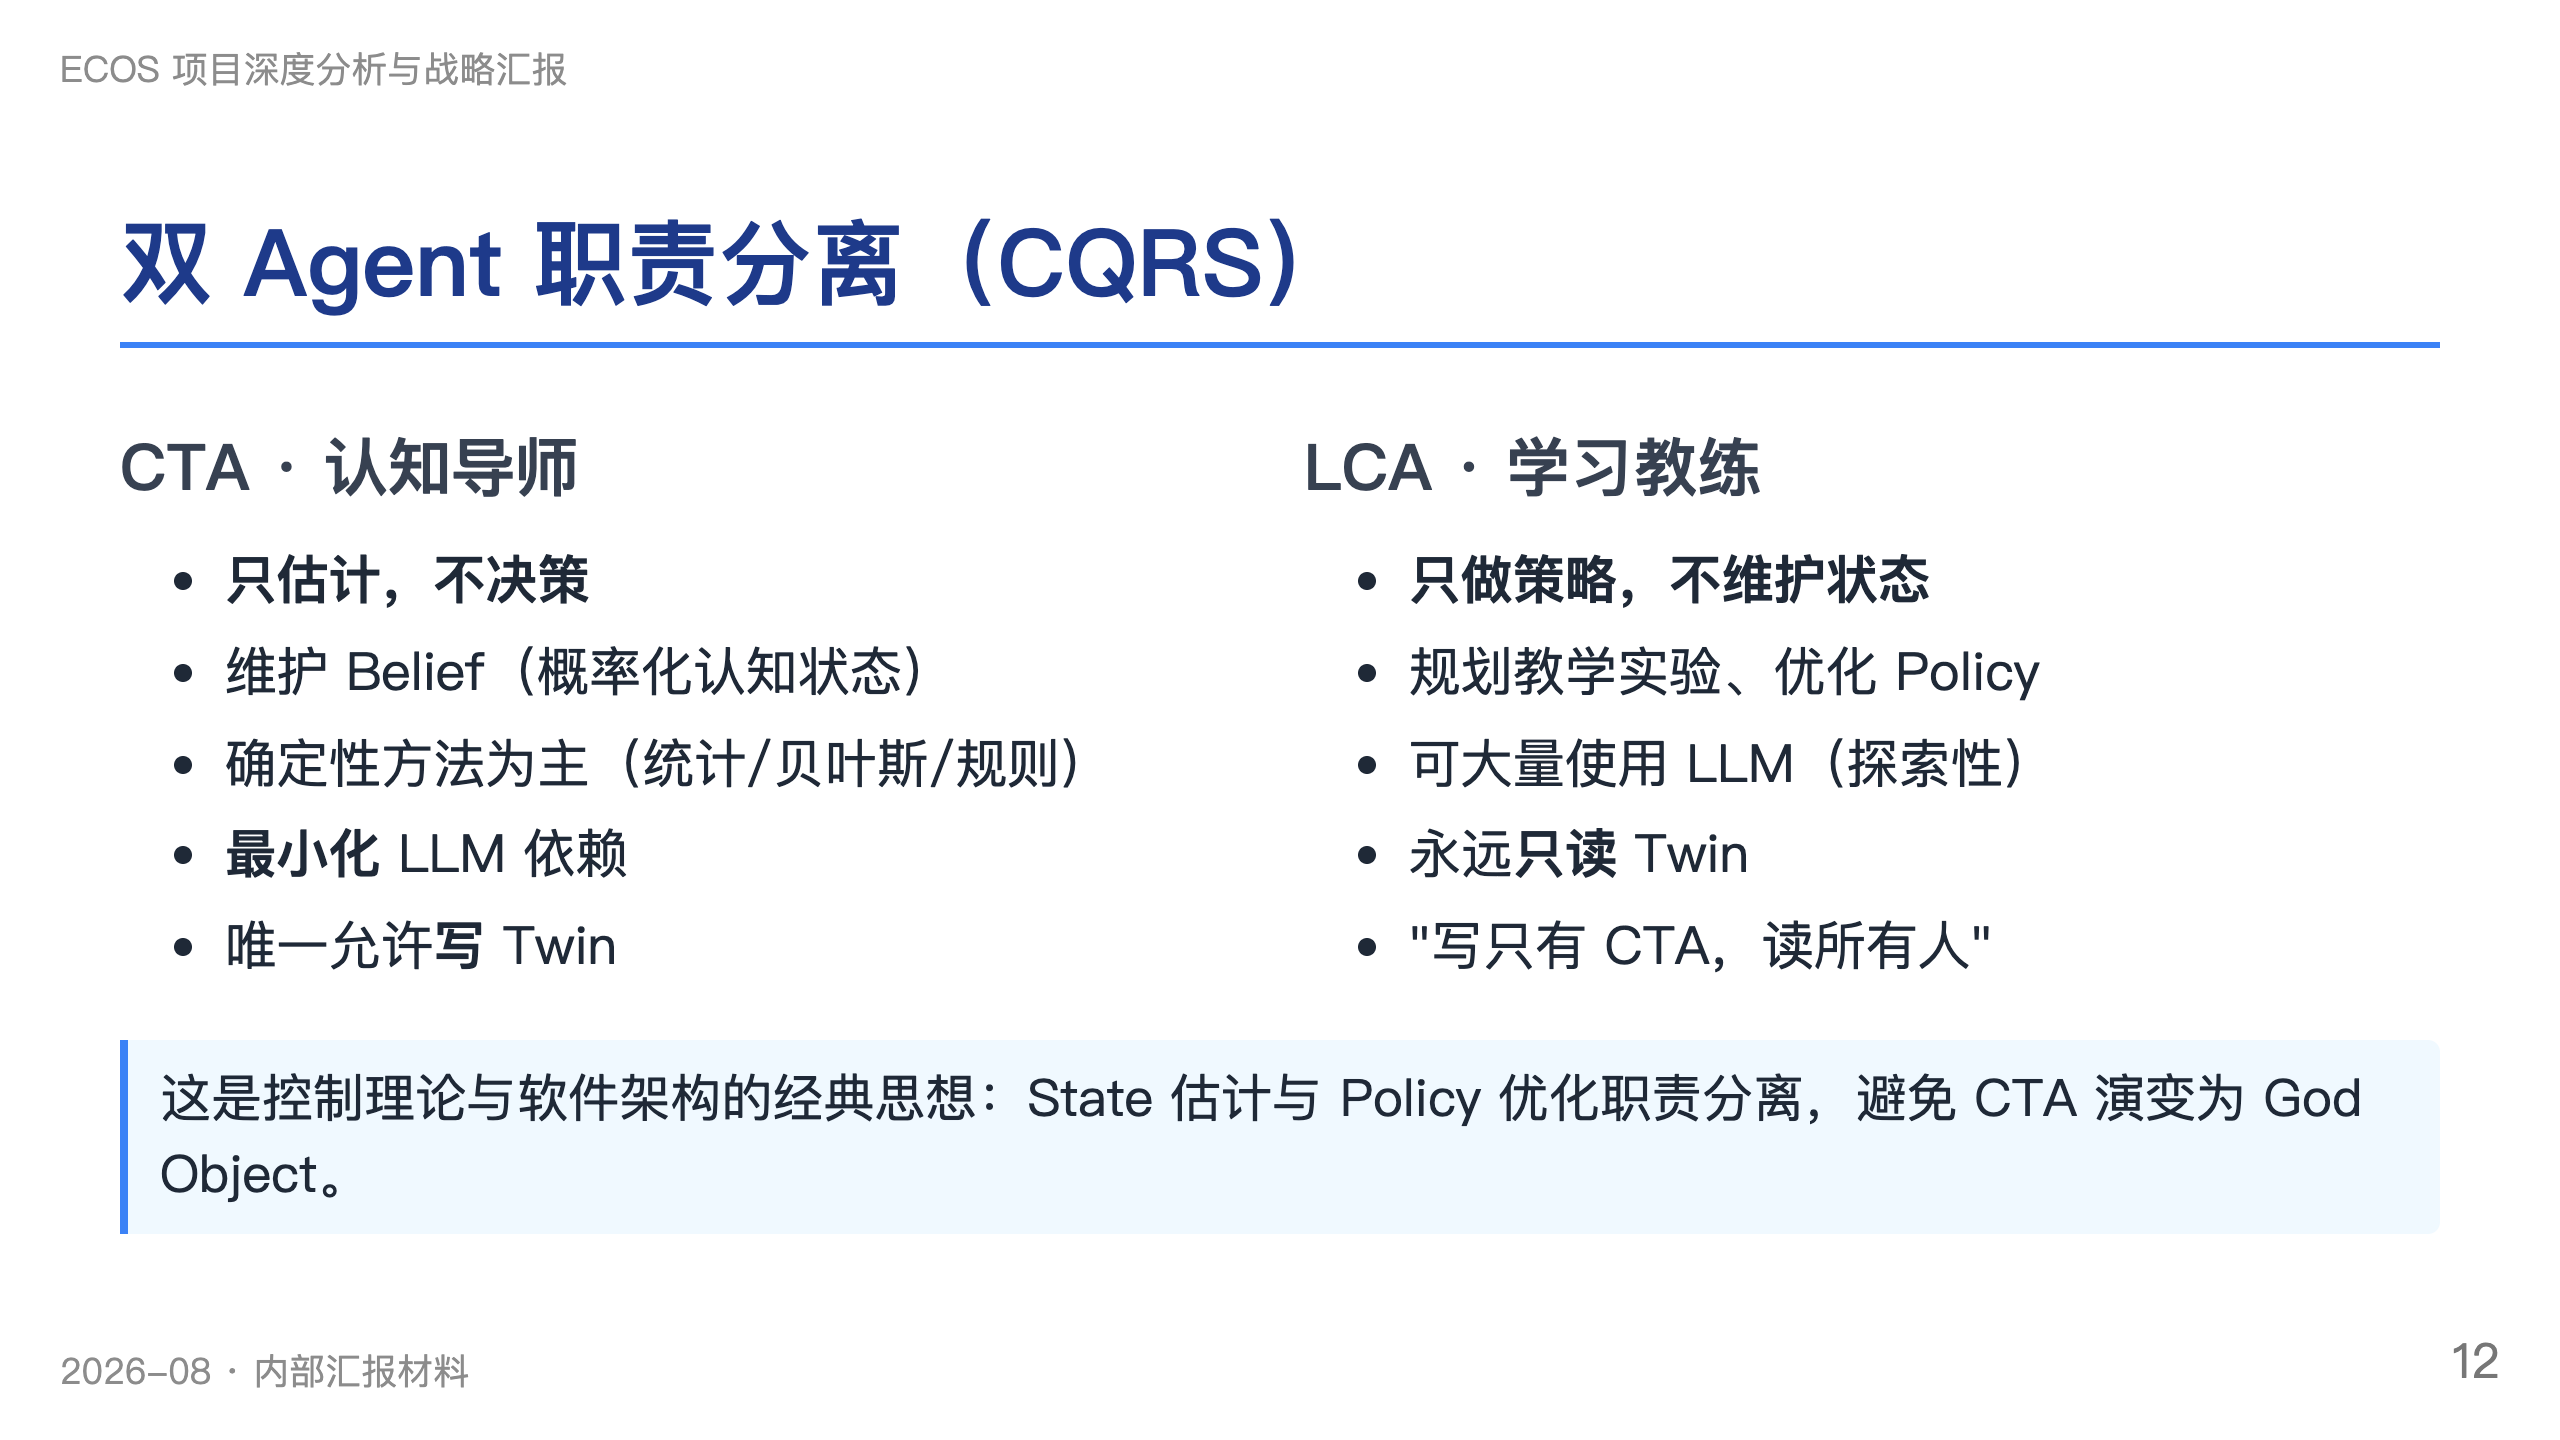 ECOS 项目深度分析与战略汇报
双 Agent 职责分离（CQRS）
CTA · 认知导师
• 只估计，不决策
• 维护 Belief（概率化认知状态）
• 确定性方法为主（统计/贝叶斯/规则）
• 最小化 LLM 依赖
• 唯一允许写 Twin
LCA · 学习教练
• 只做策略，不维护状态
• 规划教学实验、优化 Policy
• 可大量使用 LLM（探索性）
• 永远只读 Twin
• "写只有 CTA，读所有人"
这是控制理论与软件架构的经典思想：State 估计与 Policy 优化职责分离，避免 CTA 演变为 God
Object。
2026-08 · 内部汇报材料
12